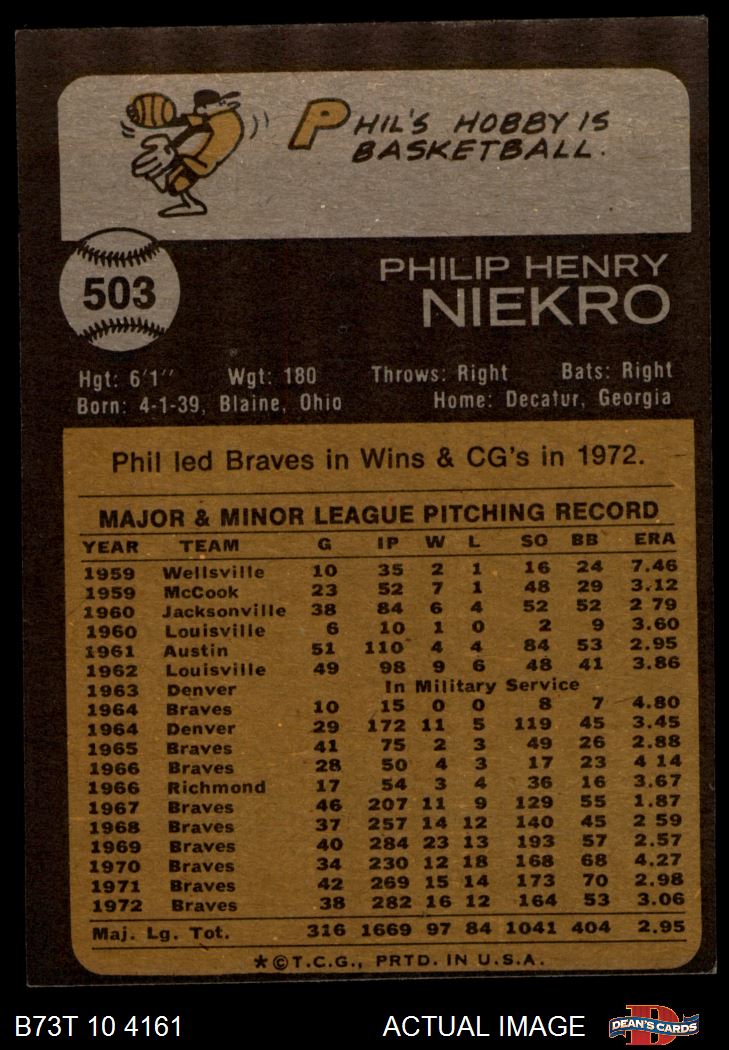 PHIL'S HOBBY IS
BASKETBALL.
503
PHILIP HENRY
NIEKRO
Hgt: 6'1" Wgt: 180 Throws: Right Bats: Right
Born: 4-1-39, Blaine, Ohio Home: Decatur, Georgia
Phil led Braves in Wins & CG's in 1972.
MAJOR & MINOR LEAGUE PITCHING RECORD
YEAR TEAM G IP W L SO BB ERA
1959 Wellsville 10 35 2 1 16 24 7.46
1959 McCook 23 52 7 1 48 29 3.12
1960 Jacksonville 38 84 6 4 52 52 2 79
1960 Louisville 6 10 1 0 2 9 3.60
1961 Austin 51 110 4 4 84 53 2.95
1962 Louisville 49 98 9 6 48 41 3.86
1963 Denver In Military Service
1964 Braves 10 15 0 0 8 7 4.80
1964 Denver 29 172 11 5 119 45 3.45
1965 Braves 41 75 2 3 49 26 2.88
1966 Braves 28 50 4 3 17 23 4 14
1966 Richmond 17 54 3 4 36 16 3.67
1967 Braves 46 207 11 9 129 55 1.87
1968 Braves 37 257 14 12 140 45 2 59
1969 Braves 40 284 23 13 193 57 2.57
1970 Braves 34 230 12 18 168 68 4.27
1971 Braves 42 269 15 14 173 70 2.98
1972 Braves 38 282 16 12 164 53 3.06
Maj. Lg. Tot. 316 1669 97 84 1041 404 2.95
*©T.C.G., PRTD. IN U.S.A.
B73T 10 4161 ACTUAL IMAGE D DEAN'S CARDS